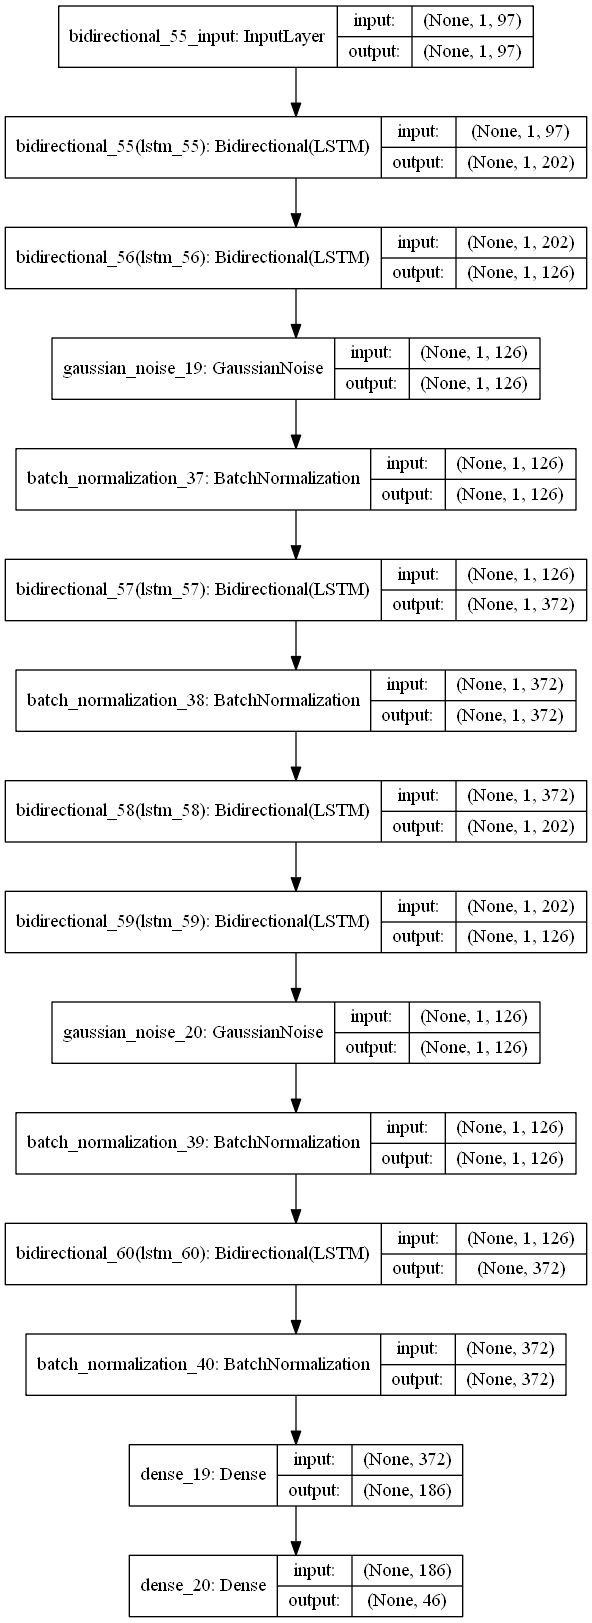 bidirectional_55_input: InputLayer
input: (None, 1, 97)
output: (None, 1, 97)
bidirectional_55(lstm_55): Bidirectional(LSTM)
input: (None, 1, 97)
output: (None, 1, 202)
bidirectional_56(lstm_56): Bidirectional(LSTM)
input: (None, 1, 202)
output: (None, 1, 126)
gaussian_noise_19: GaussianNoise
input: (None, 1, 126)
output: (None, 1, 126)
batch_normalization_37: BatchNormalization
input: (None, 1, 126)
output: (None, 1, 126)
bidirectional_57(lstm_57): Bidirectional(LSTM)
input: (None, 1, 126)
output: (None, 1, 372)
batch_normalization_38: BatchNormalization
input: (None, 1, 372)
output: (None, 1, 372)
bidirectional_58(lstm_58): Bidirectional(LSTM)
input: (None, 1, 372)
output: (None, 1, 202)
bidirectional_59(lstm_59): Bidirectional(LSTM)
input: (None, 1, 202)
output: (None, 1, 126)
gaussian_noise_20: GaussianNoise
input: (None, 1, 126)
output: (None, 1, 126)
batch_normalization_39: BatchNormalization
input: (None, 1, 126)
output: (None, 1, 126)
bidirectional_60(lstm_60): Bidirectional(LSTM)
input: (None, 1, 126)
output: (None, 372)
batch_normalization_40: BatchNormalization
input: (None, 372)
output: (None, 372)
dense_19: Dense
input: (None, 372)
output: (None, 186)
dense_20: Dense
input: (None, 186)
output: (None, 46)